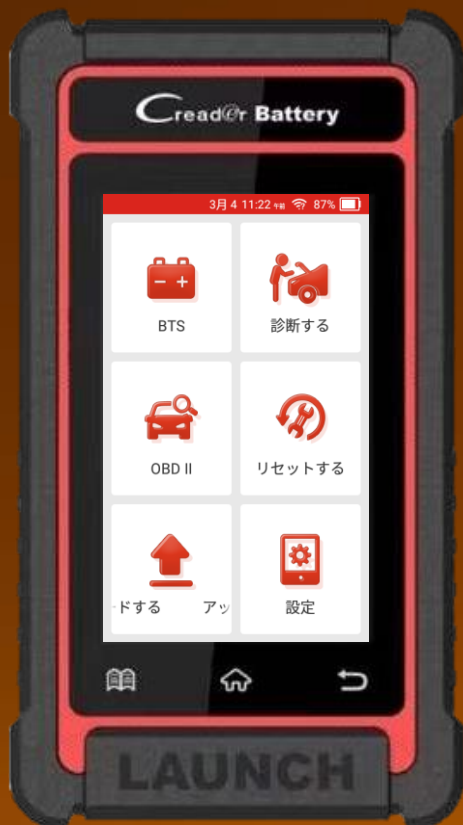 Creader Battery
3月 4 11:22 午前 87%
BTS
診断する
OBD II
リセットする
ードする アッ
設定
LAUNCH